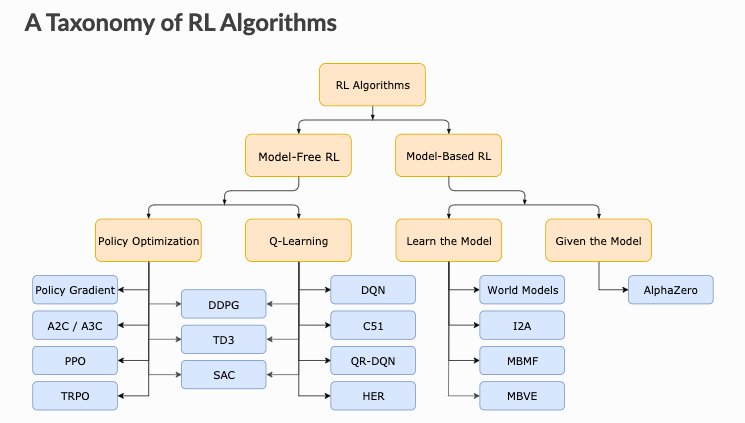 A Taxonomy of RL Algorithms
RL Algorithms
Model-Free RL
Model-Based RL
Policy Optimization
Q-Learning
Learn the Model
Given the Model
Policy Gradient
A2C / A3C
PPO
TRPO
DDPG
TD3
SAC
DQN
C51
QR-DQN
HER
World Models
I2A
MBMF
MBVE
AlphaZero